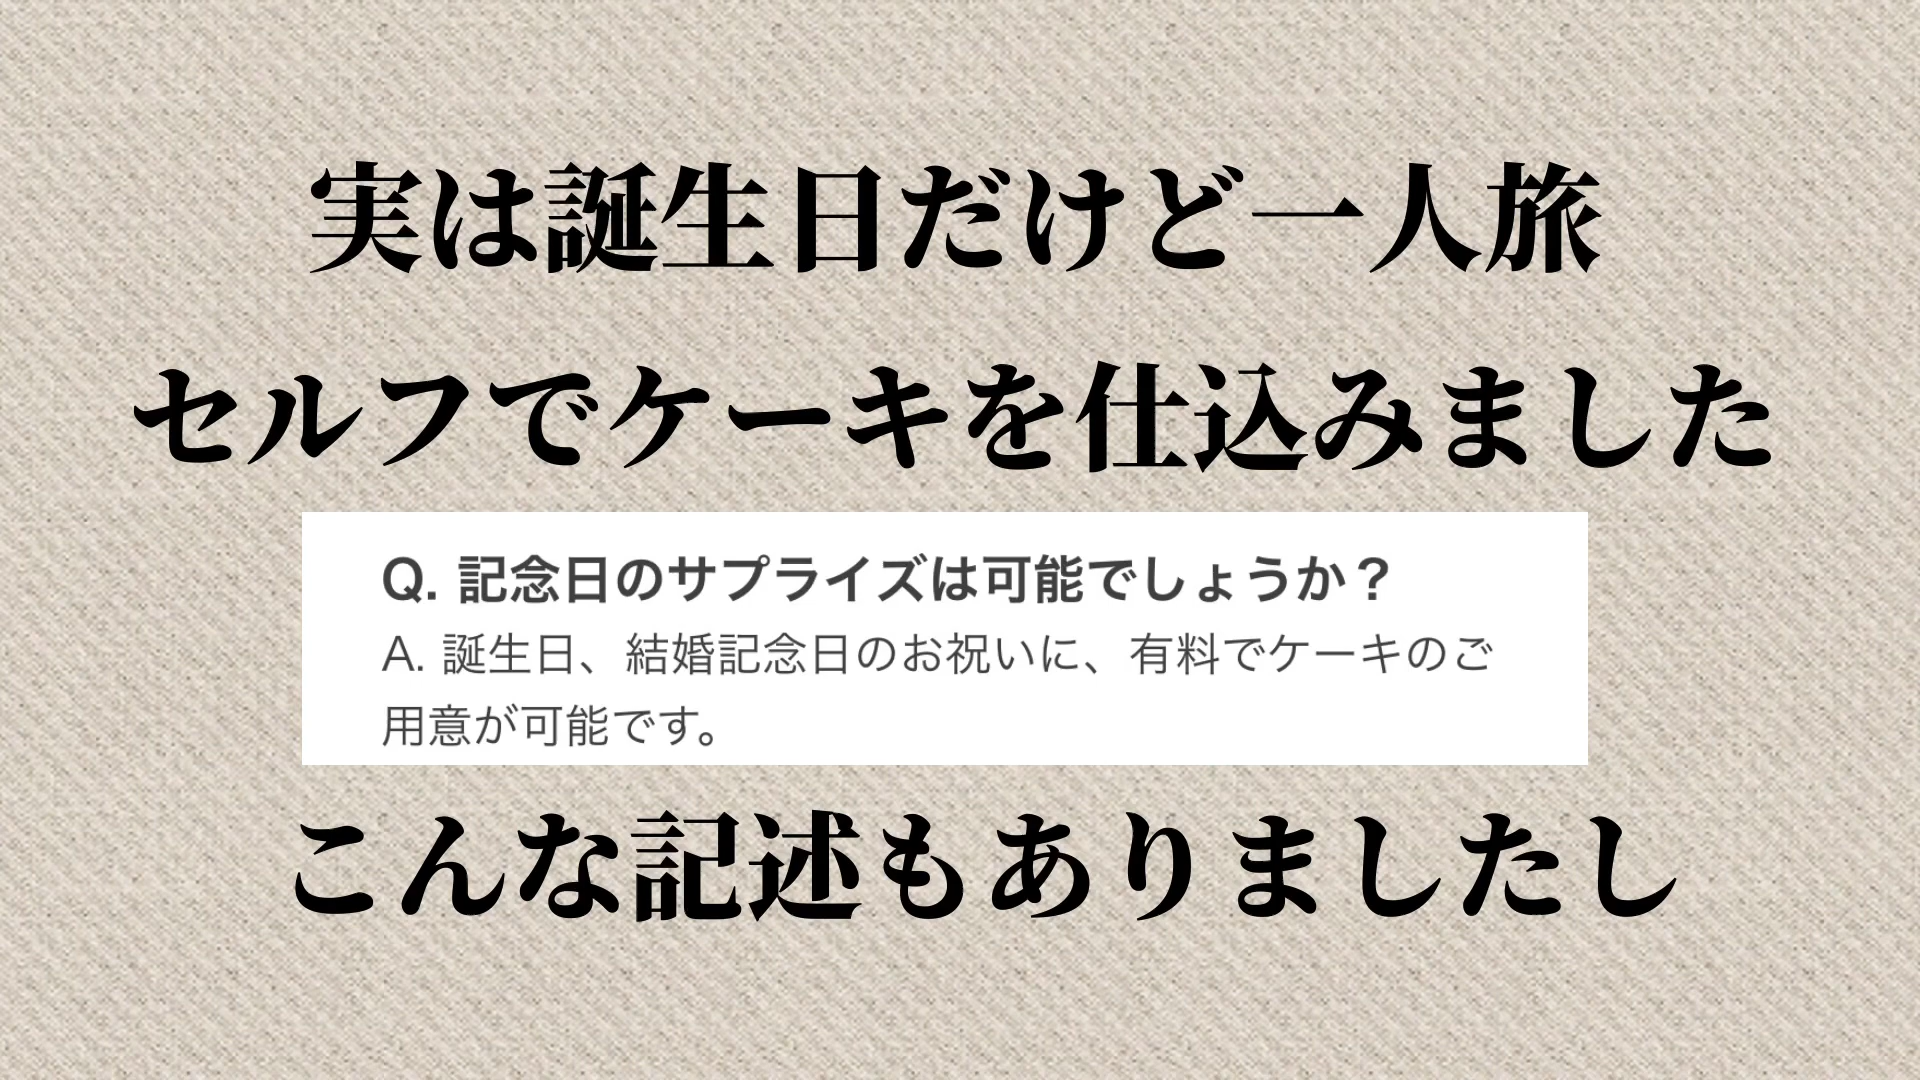 実は誕生日だけど一人旅
セルフでケーキを仕込みました
Q. 記念日のサプライズは可能でしょうか？
A. 誕生日、結婚記念日のお祝いに、有料でケーキのご
用意が可能です。
こんな記述もありましたし